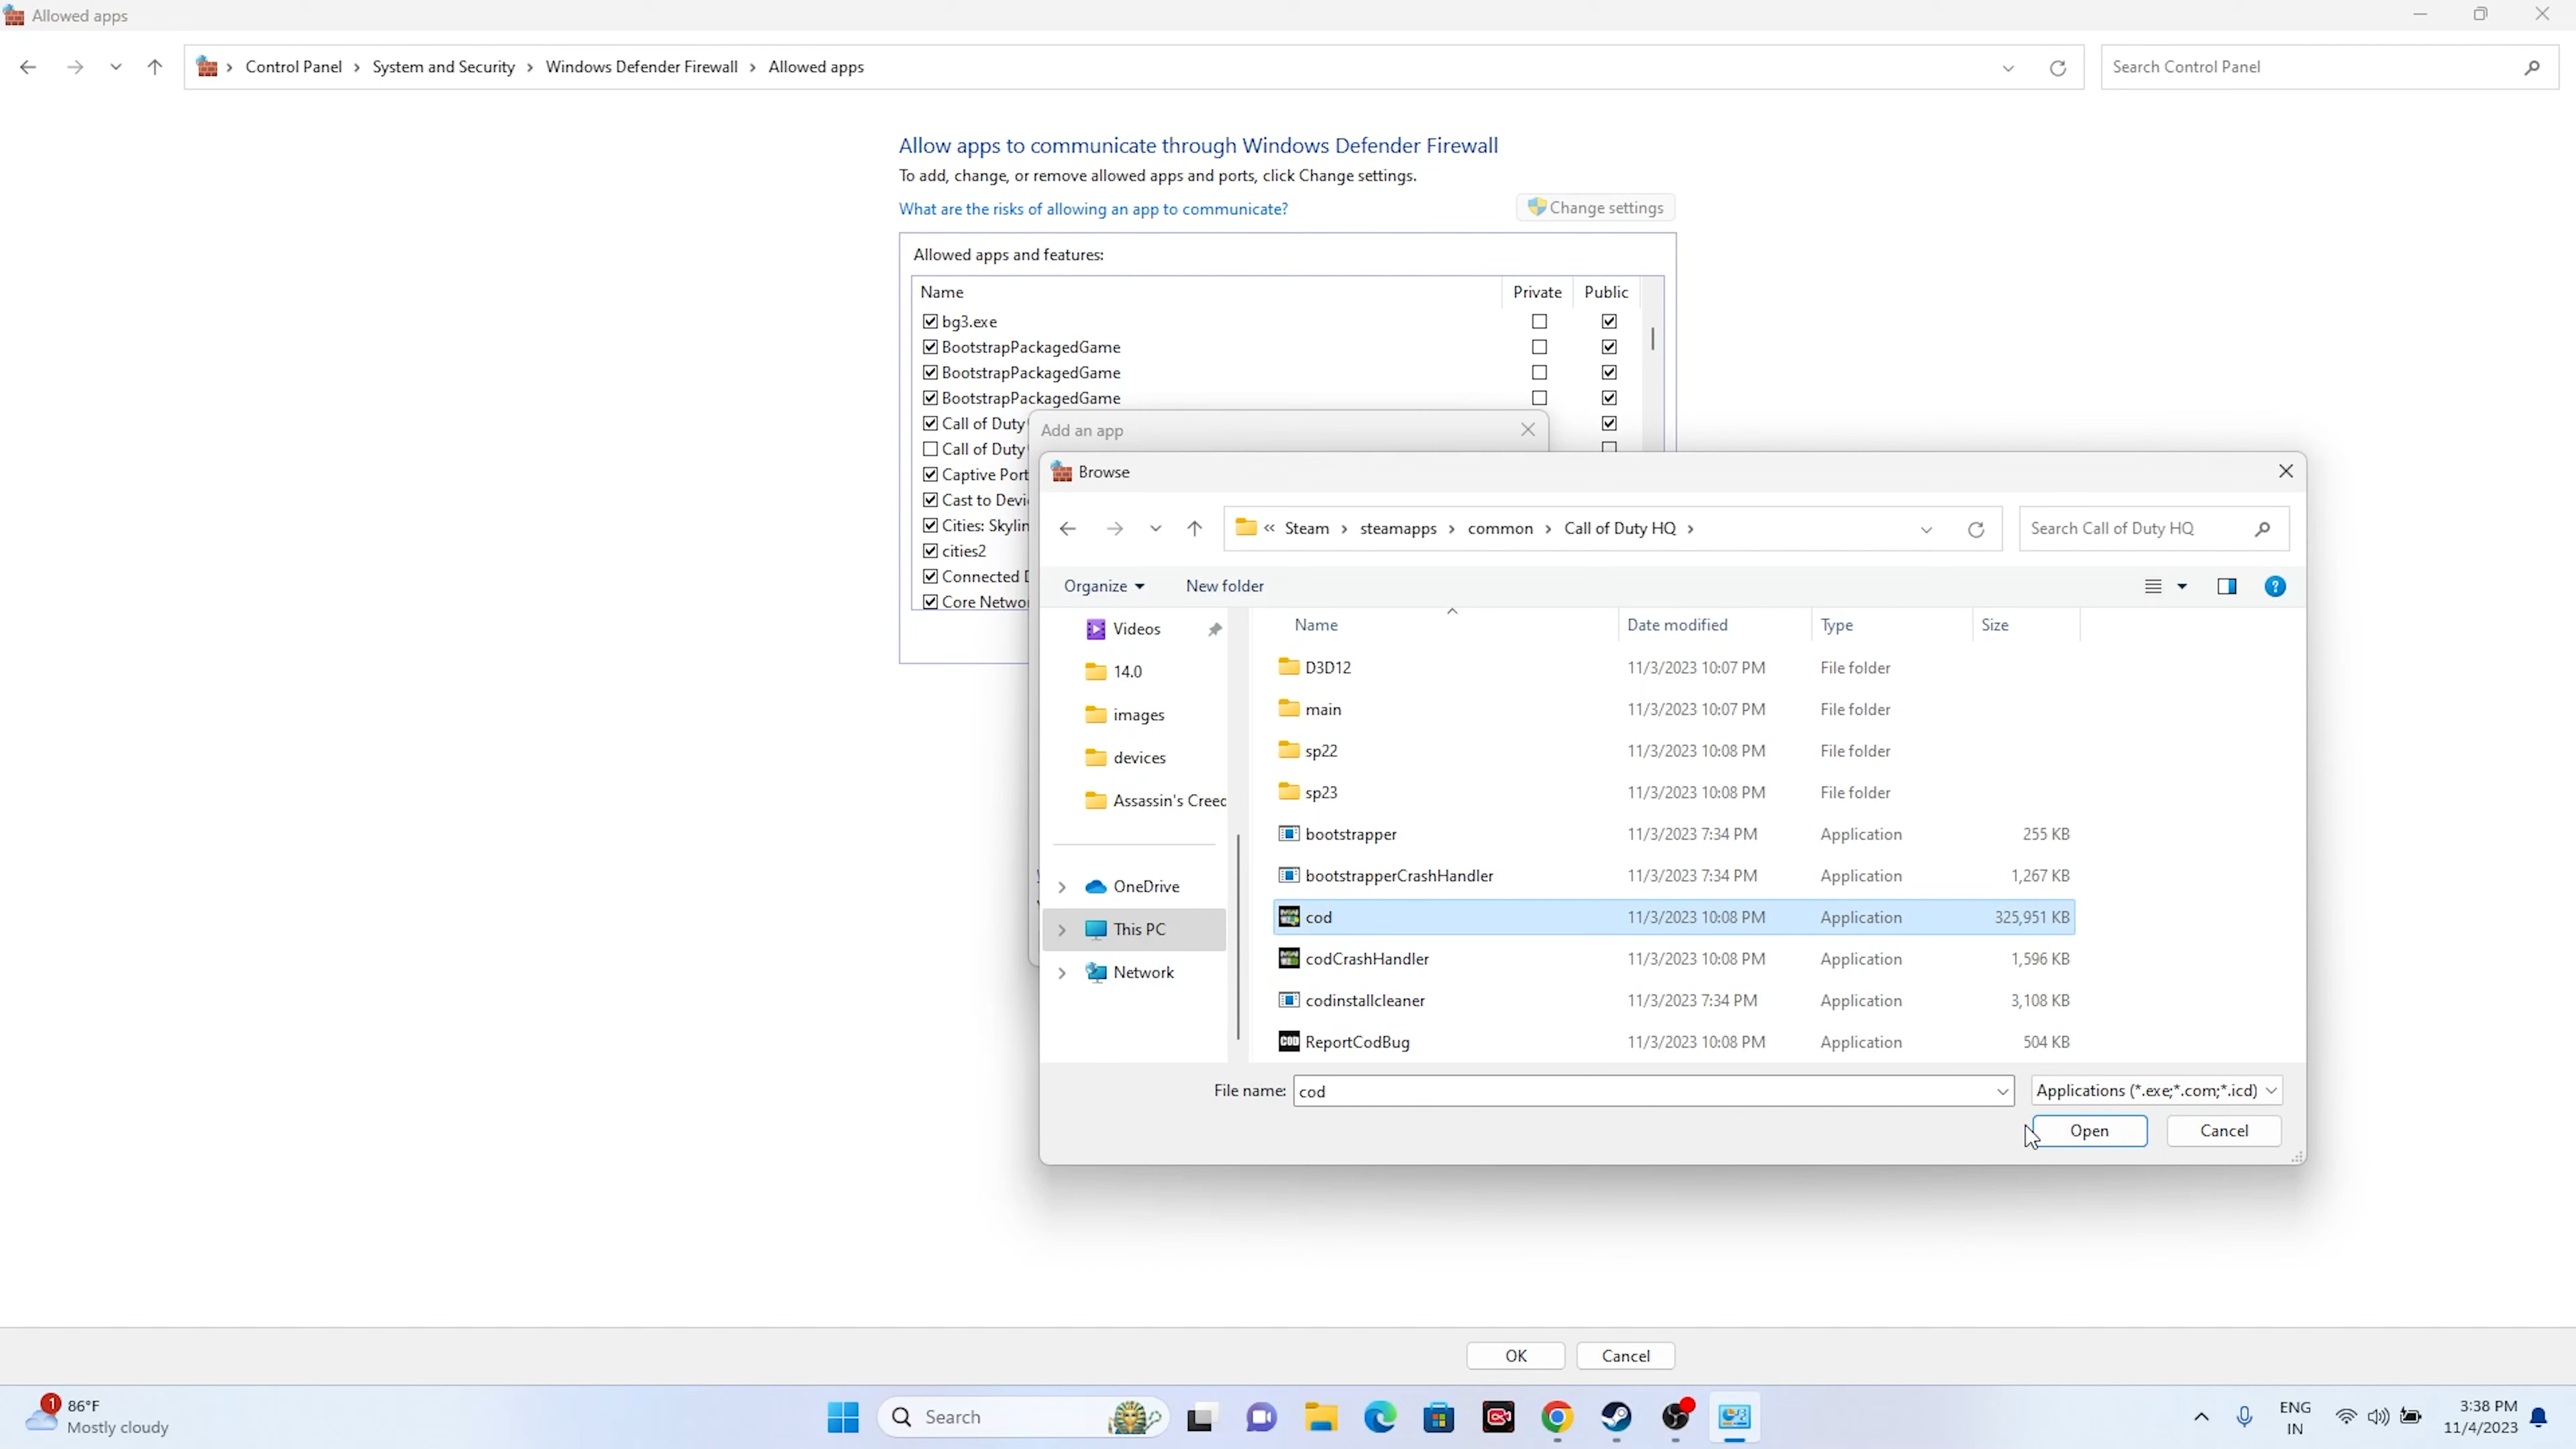 Allowed apps
Control Panel > System and Security > Windows Defender Firewall > Allowed apps
Search Control Panel
Allow apps to communicate through Windows Defender Firewall
To add, change, or remove allowed apps and ports, click Change settings.
What are the risks of allowing an app to communicate?
Change settings
Allowed apps and features:
Name Private Public
bg3.exe
BootstrapPackagedGame
BootstrapPackagedGame
BootstrapPackagedGame
Call of Duty
Call of Duty
Captive Port
Cast to Devi
Cities: Skylin
cities2
Connected D
Core Networ
Add an app
Browse
« Steam > steamapps > common > Call of Duty HQ >
Search Call of Duty HQ
Organize New folder
Videos
14.0
images
devices
Assassin's Creed
OneDrive
This PC
Network
Name Date modified Type Size
D3D12 11/3/2023 10:07 PM File folder
main 11/3/2023 10:07 PM File folder
sp22 11/3/2023 10:08 PM File folder
sp23 11/3/2023 10:08 PM File folder
bootstrapper 11/3/2023 7:34 PM Application 255 KB
bootstrapperCrashHandler 11/3/2023 7:34 PM Application 1,267 KB
cod 11/3/2023 10:08 PM Application 325,951 KB
codCrashHandler 11/3/2023 10:08 PM Application 1,596 KB
codinstallcleaner 11/3/2023 7:34 PM Application 3,108 KB
COD ReportCodBug 11/3/2023 10:08 PM Application 504 KB
File name: cod Applications (*.exe;*.com;*.icd)
Open Cancel
OK Cancel
1 86°F
Mostly cloudy
Search
ENG
IN
3:38 PM
11/4/2023